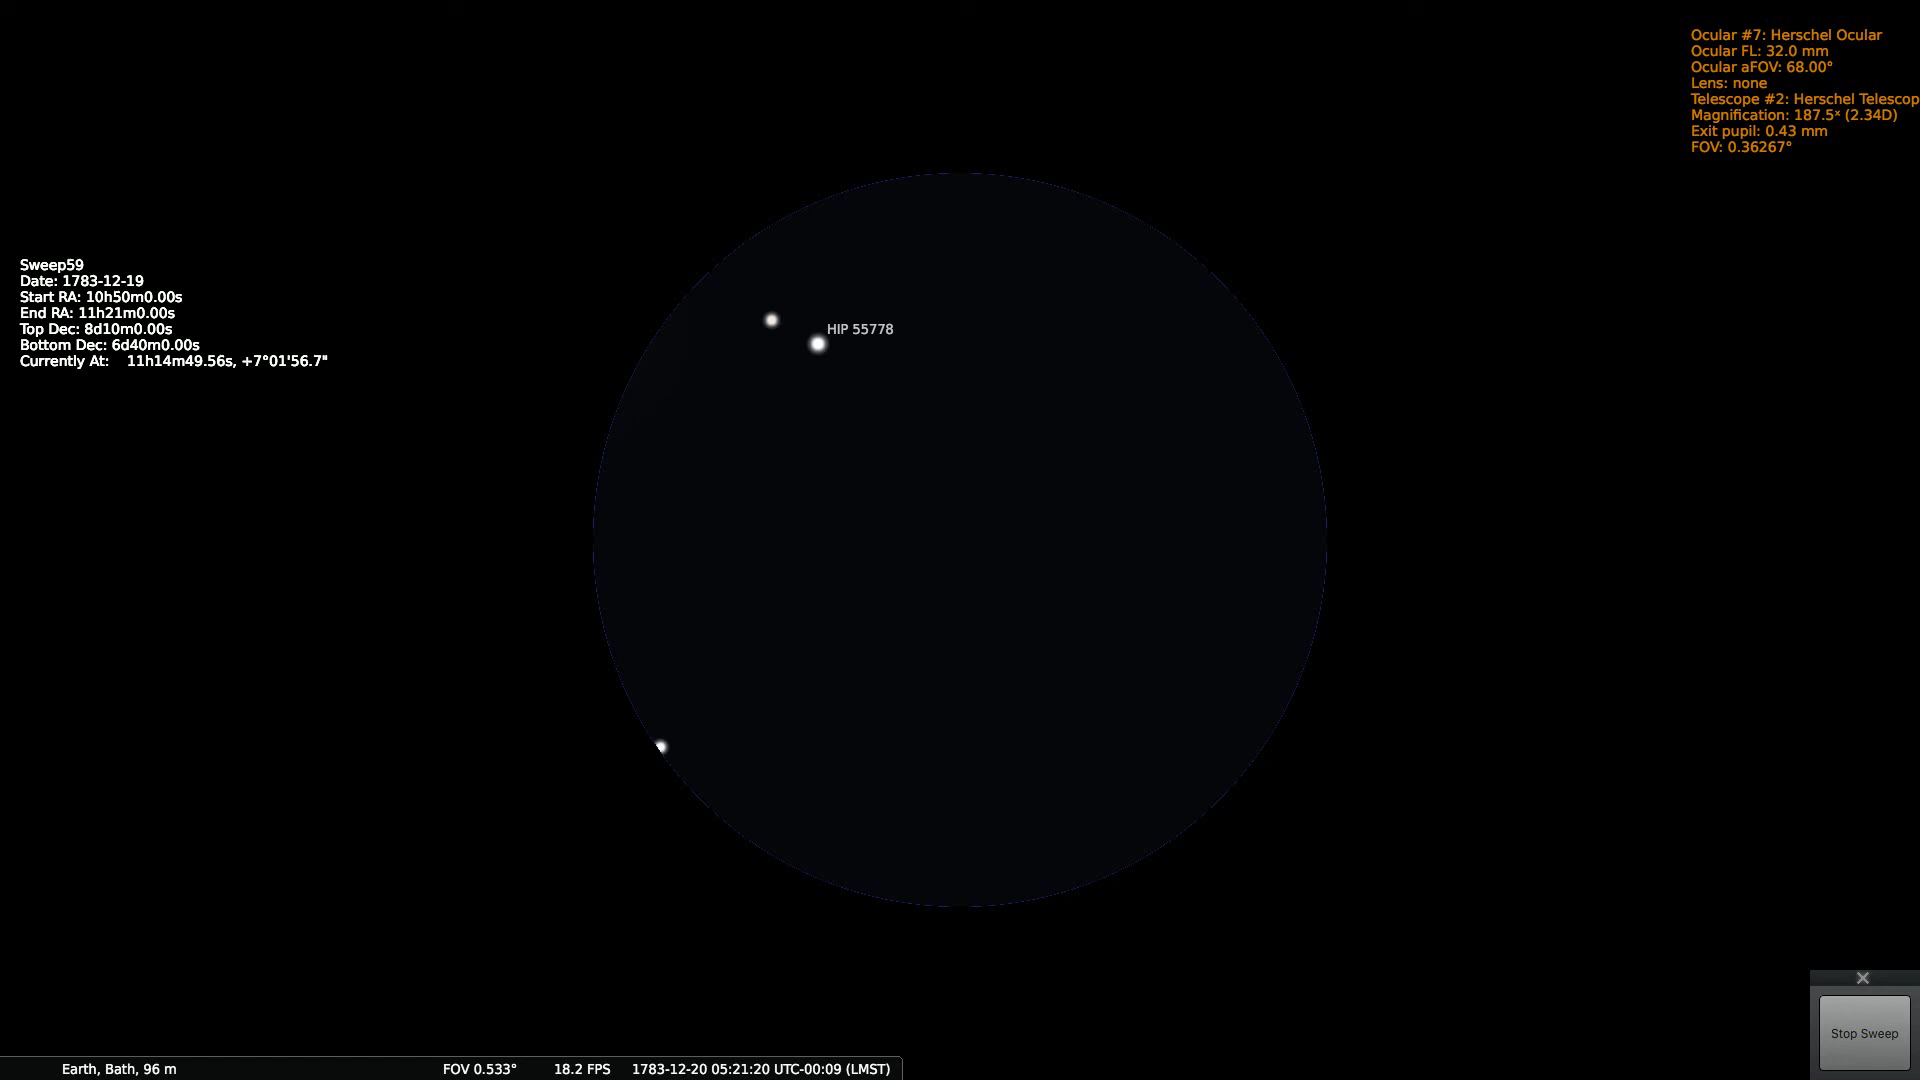 Ocular #7: Herschel Ocular
Ocular FL: 32.0 mm
Ocular aFOV: 68.00°
Lens: none
Telescope #2: Herschel Telescop
Magnification: 187.5ˣ (2.34D)
Exit pupil: 0.43 mm
FOV: 0.36267°
Sweep59
Date: 1783-12-19
Start RA: 10h50m0.00s
End RA: 11h21m0.00s
Top Dec: 8d10m0.00s
Bottom Dec: 6d40m0.00s
Currently At: 11h14m49.56s, +7°01'56.7"
HIP 55778
Stop Sweep
Earth, Bath, 96 m FOV 0.533° 18.2 FPS 1783-12-20 05:21:20 UTC-00:09 (LMST)